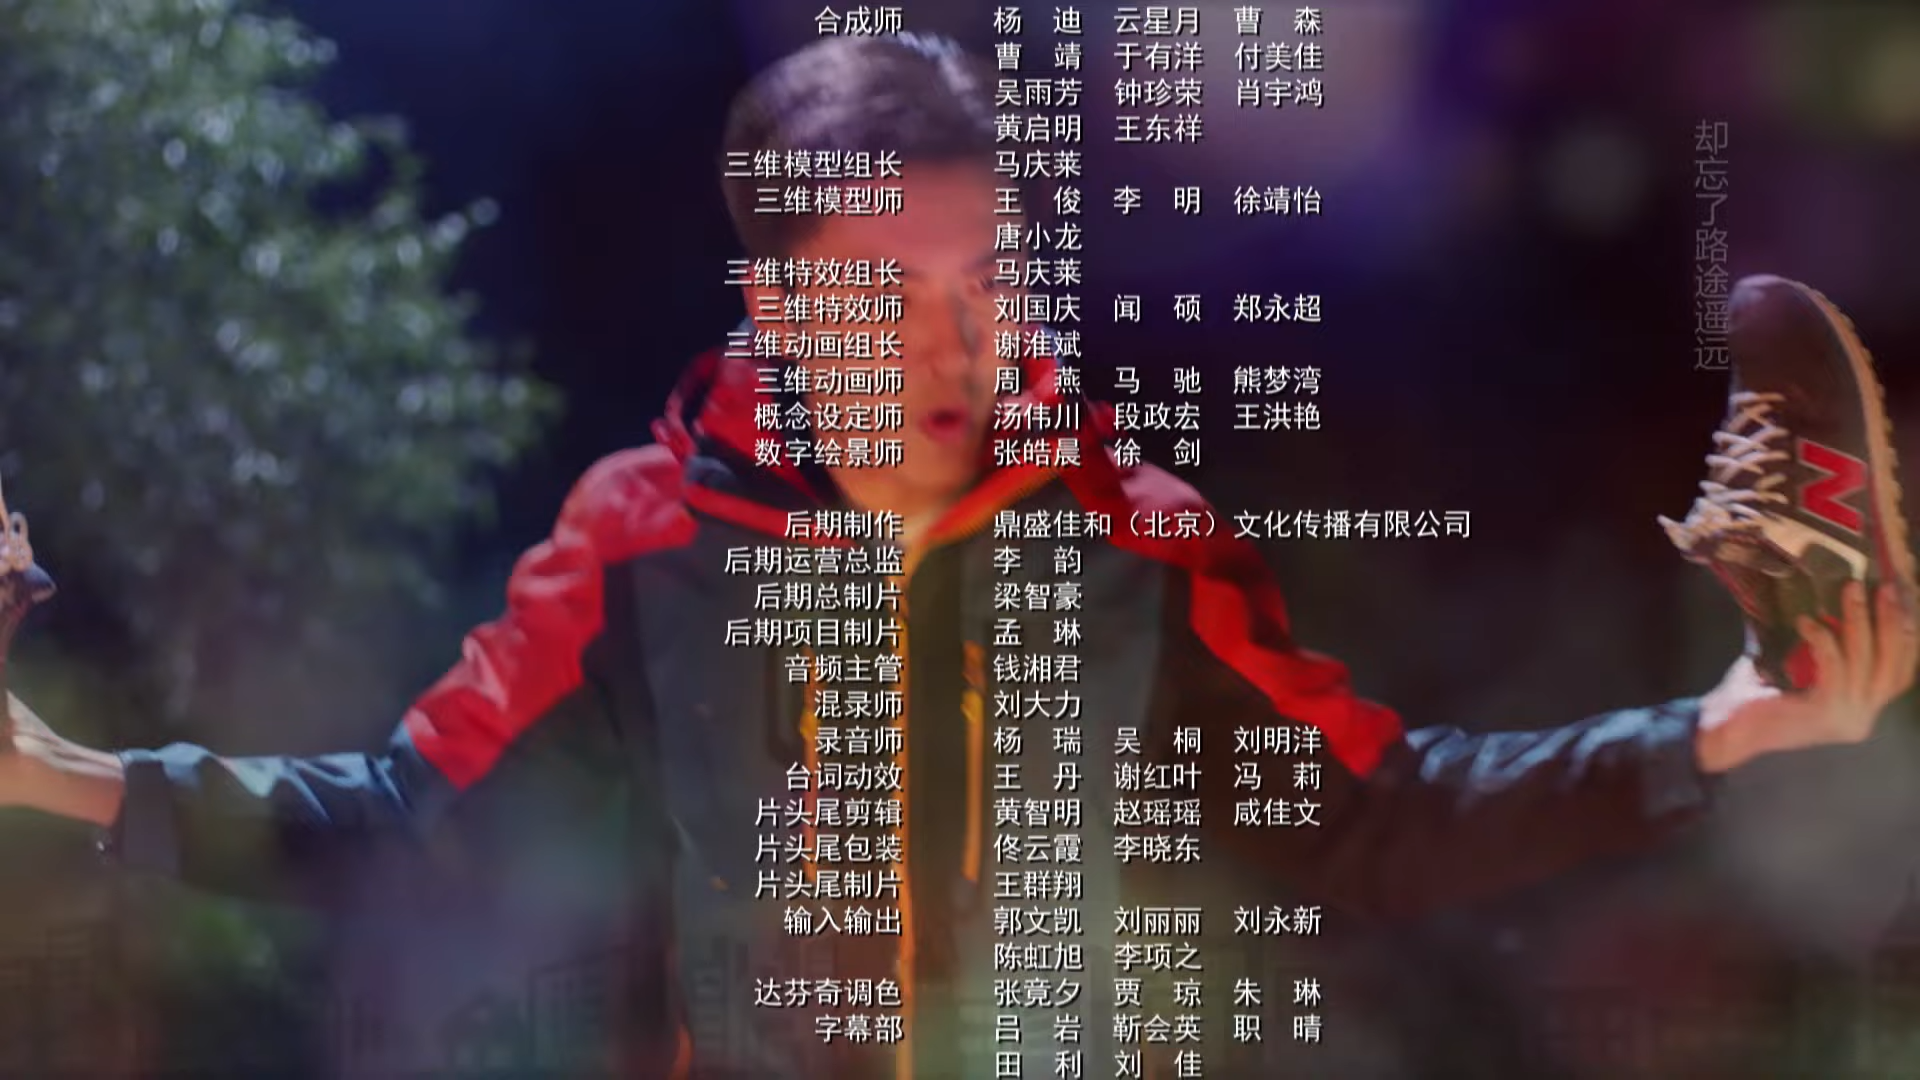 合成师 杨 迪 云星月 曹 森
曹 靖 于有洋 付美佳
吴雨芳 钟珍荣 肖宇鸿
黄启明 王东祥
三维模型组长 马庆莱
三维模型师 王 俊 李 明 徐靖怡
唐小龙
三维特效组长 马庆莱
三维特效师 刘国庆 闻 硕 郑永超
三维动画组长 谢淮斌
三维动画师 周 燕 马 驰 熊梦湾
概念设定师 汤伟川 段政宏 王洪艳
数字绘景师 张皓晨 徐 剑
后期制作 鼎盛佳和（北京）文化传播有限公司
后期运营总监 李 韵
后期总制片 梁智豪
后期项目制片 孟 琳
音频主管 钱湘君
混录师 刘大力
录音师 杨 瑞 吴 桐 刘明洋
台词动效 王 丹 谢红叶 冯 莉
片头尾剪辑 黄智明 赵瑶瑶 咸佳文
片头尾包装 佟云霞 李晓东
片头尾制片 王群翔
输入输出 郭文凯 刘丽丽 刘永新
陈虹旭 李项之
达芬奇调色 张竟夕 贾 琼 朱 琳
字幕部 吕 岩 靳会英 职 晴
田 利 刘 佳
却忘了路途遥远
N